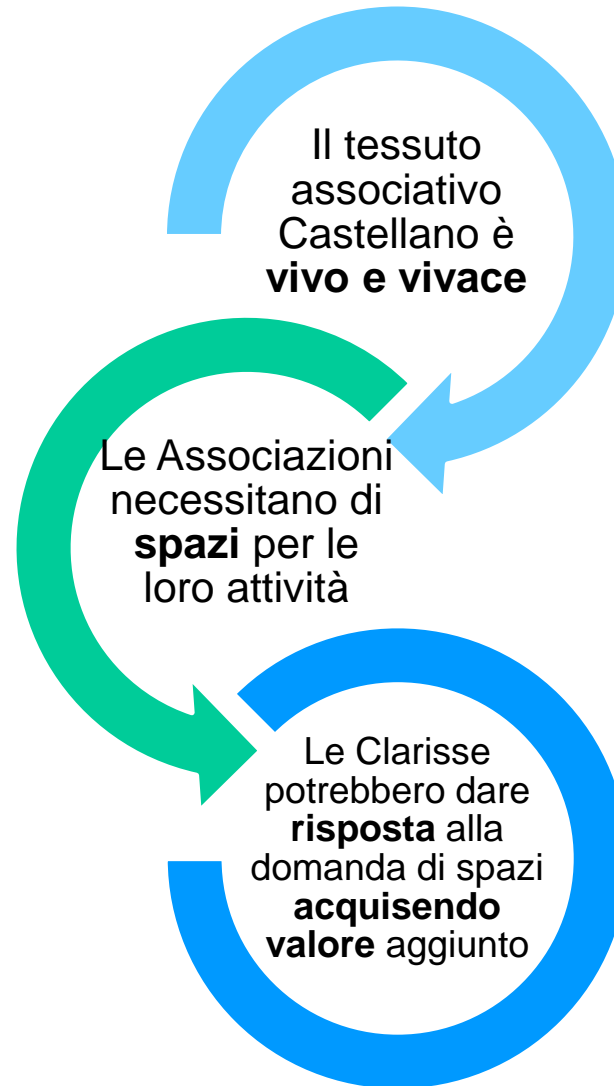 Il tessuto
associativo
Castellano è
vivo e vivace
Le Associazioni
necessitano di
spazi per le
loro attività
Le Clarisse
potrebbero dare
risposta alla
domanda di spazi
acquisendo
valore aggiunto